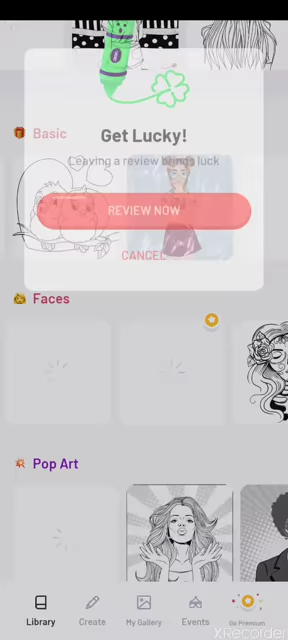 Basic
Get Lucky!
Leaving a review brings luck
REVIEW NOW
CANCEL
Faces
Pop Art
Library
Create
My Gallery
Events
Go Premium
XRecorder